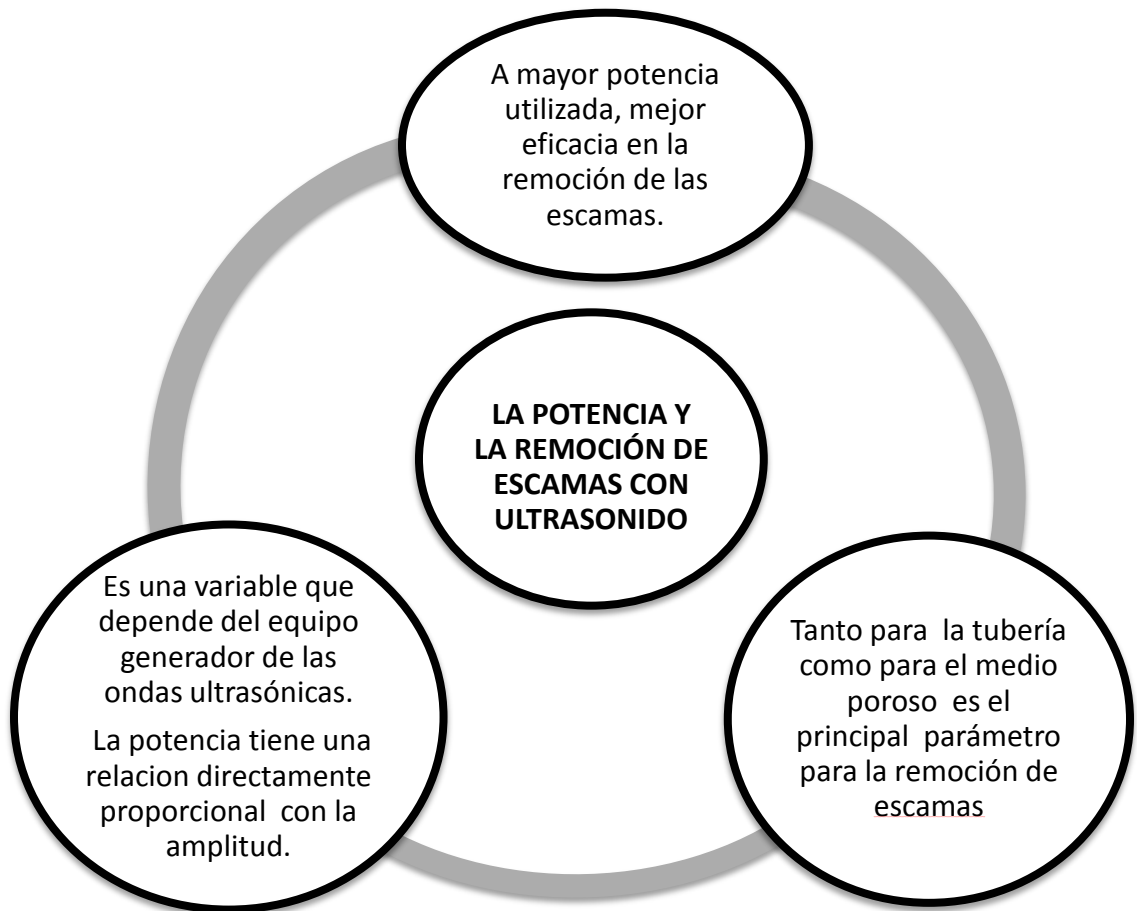 A mayor potencia
utilizada, mejor
eficacia en la
remoción de las
escamas.
LA POTENCIA Y
LA REMOCIÓN DE
ESCAMAS CON
ULTRASONIDO
Es una variable que
depende del equipo
generador de las
ondas ultrasónicas.
La potencia tiene una
relacion directamente
proporcional con la
amplitud.
Tanto para la tubería
como para el medio
poroso es el
principal parámetro
para la remoción de
escamas